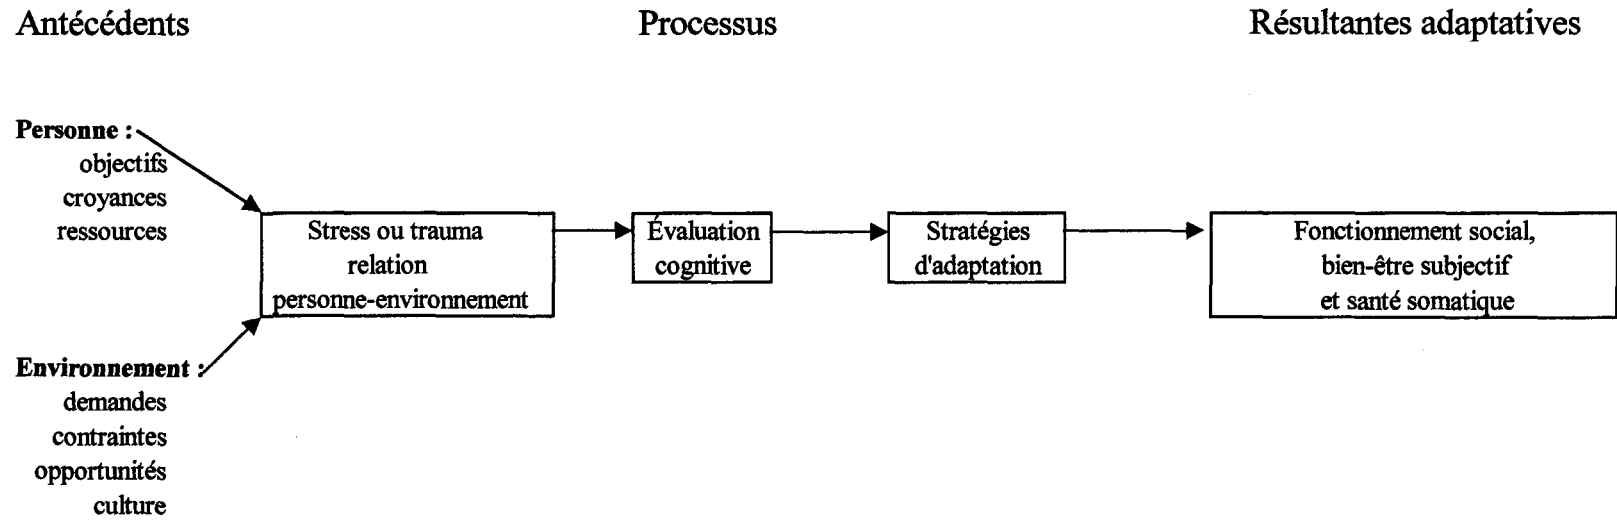 Antécédents
Processus
Résultantes adaptatives
Personne :
objectifs
croyances
ressources
Stress ou trauma
relation
personne-environnement
Évaluation
cognitive
Stratégies
d'adaptation
Fonctionnement social,
bien-être subjectif
et santé somatique
Environnement :
demandes
contraintes
opportunités
culture